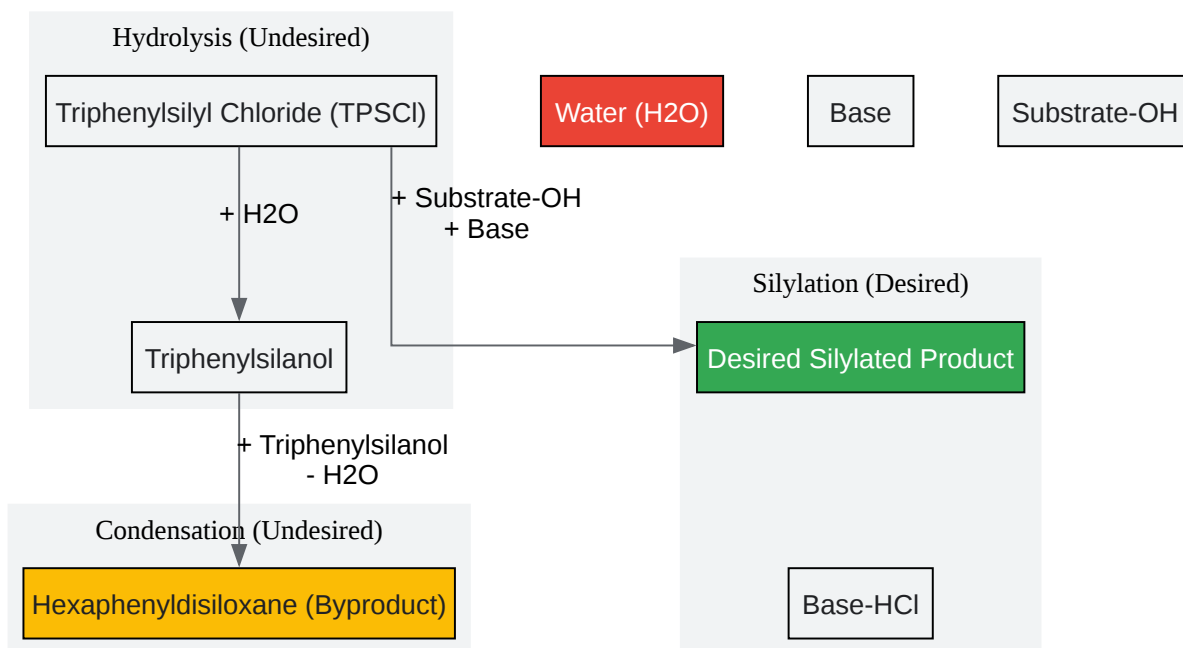 Hydrolysis (Undesired)
Triphenylsilyl Chloride (TPSCl)
Water (H2O)
Base
Substrate-OH
+ H2O
+ Substrate-OH
+ Base
Silylation (Desired)
Triphenylsilanol
Desired Silylated Product
+ Triphenylsilanol
- H2O
Condensation (Undesired)
Hexaphenyldisiloxane (Byproduct)
Base-HCl